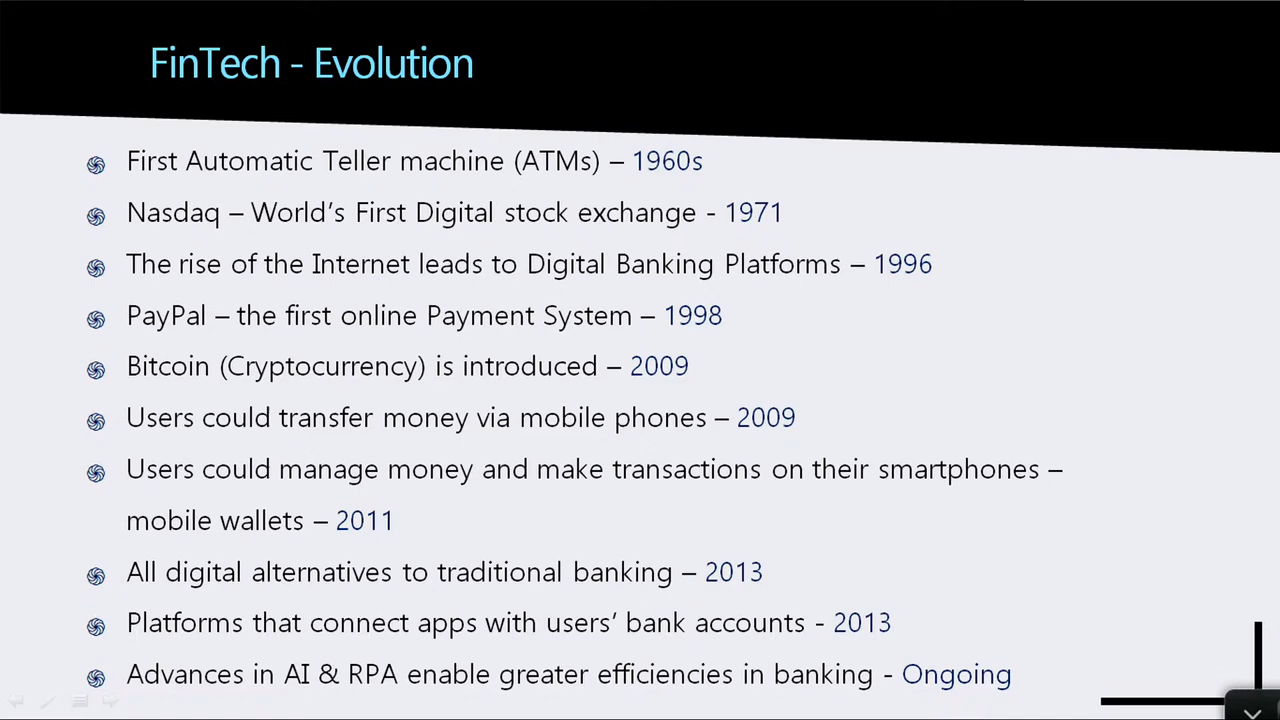 FinTech - Evolution
First Automatic Teller machine (ATMs) – 1960s
Nasdaq – World's First Digital stock exchange - 1971
The rise of the Internet leads to Digital Banking Platforms – 1996
PayPal – the first online Payment System – 1998
Bitcoin (Cryptocurrency) is introduced – 2009
Users could transfer money via mobile phones – 2009
Users could manage money and make transactions on their smartphones –
mobile wallets – 2011
All digital alternatives to traditional banking – 2013
Platforms that connect apps with users' bank accounts - 2013
Advances in AI & RPA enable greater efficiencies in banking - Ongoing